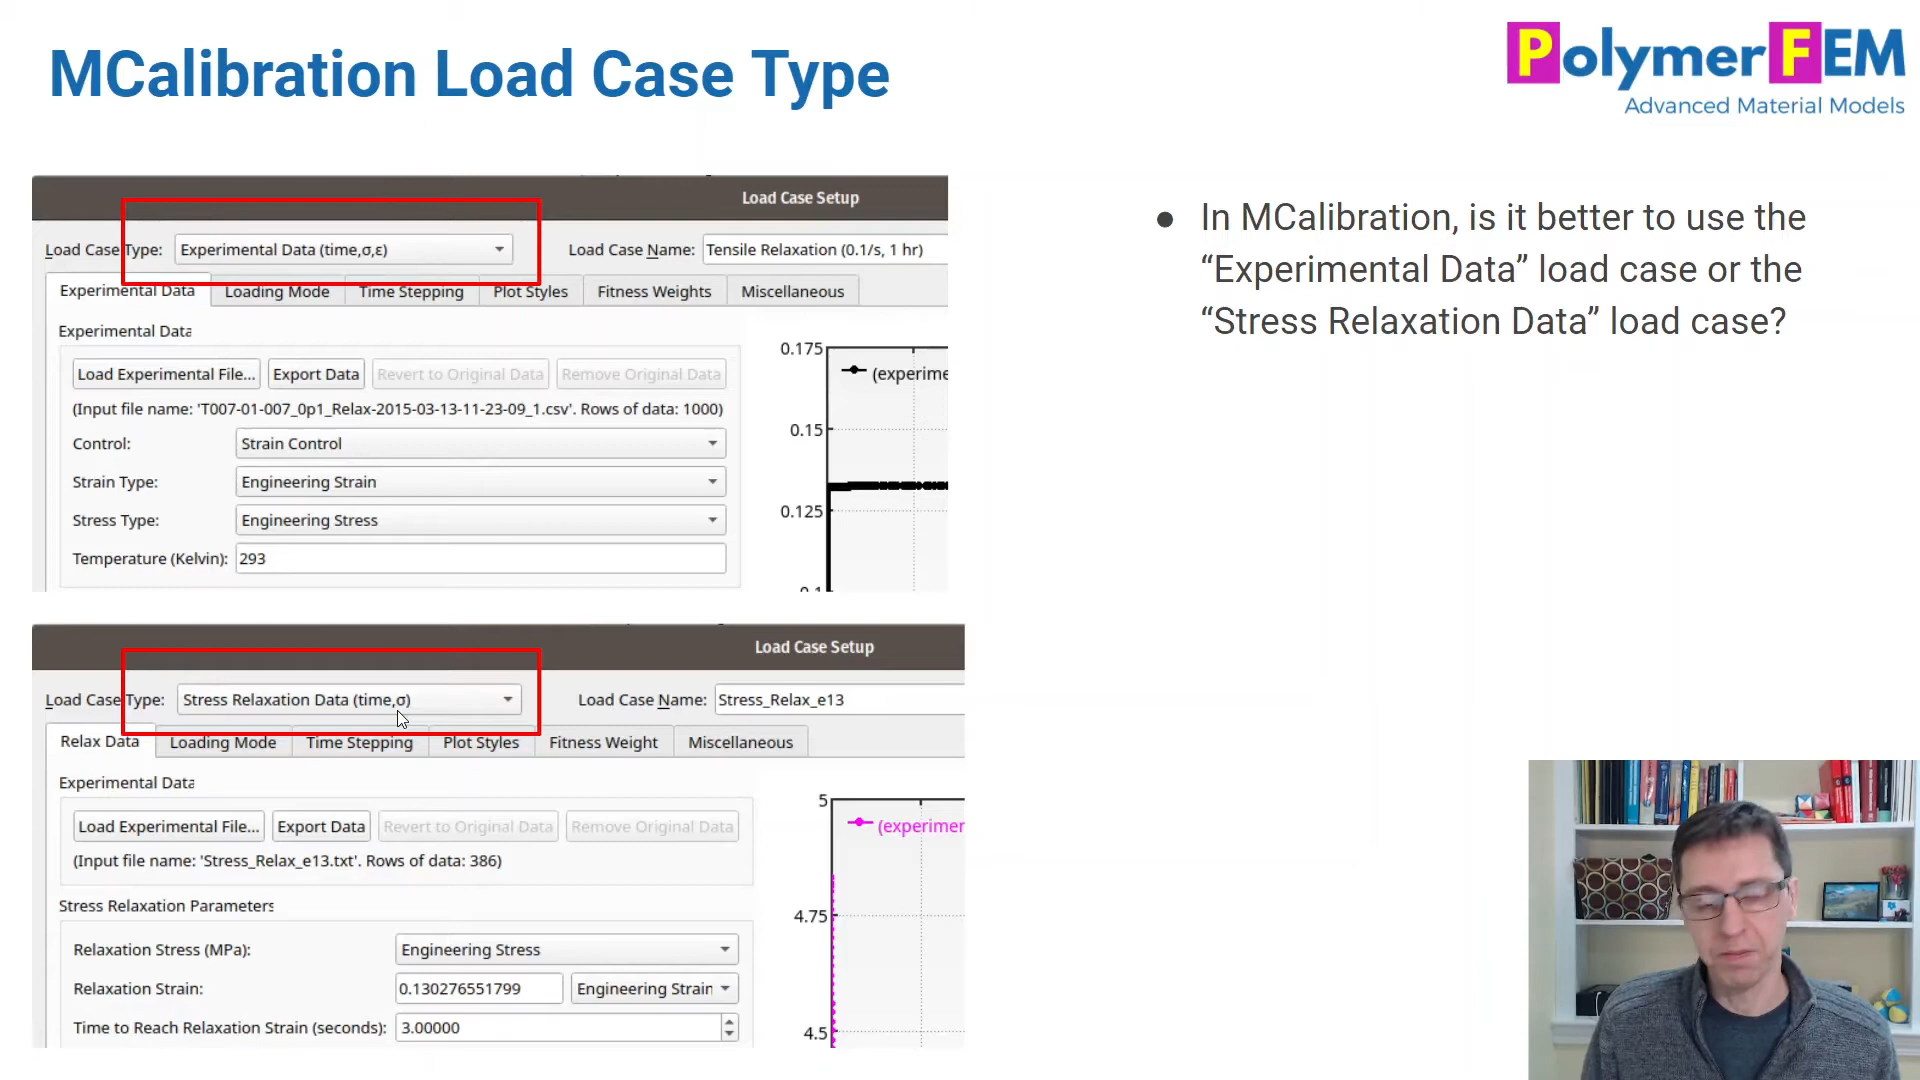 MCalibration Load Case Type
PolymerFEM
Advanced Material Models
Load Case Setup
Load Case Type: Experimental Data (time,σ,ε) Load Case Name: Tensile Relaxation (0.1/s, 1 hr)
Experimental Data Loading Mode Time Stepping Plot Styles Fitness Weights Miscellaneous
Experimental Data
Load Experimental File... Export Data Revert to Original Data Remove Original Data
(Input file name: 'T007-01-007_0p1_Relax-2015-03-13-11-23-09_1.csv'. Rows of data: 1000)
Control: Strain Control
Strain Type: Engineering Strain
Stress Type: Engineering Stress
Temperature (Kelvin): 293
0.175
(experime
0.15
0.125
0.1
● In MCalibration, is it better to use the
“Experimental Data” load case or the
“Stress Relaxation Data” load case?
Load Case Setup
Load Case Type: Stress Relaxation Data (time,σ) Load Case Name: Stress_Relax_e13
Relax Data Loading Mode Time Stepping Plot Styles Fitness Weight Miscellaneous
Experimental Data
Load Experimental File... Export Data Revert to Original Data Remove Original Data
(Input file name: 'Stress_Relax_e13.txt'. Rows of data: 386)
Stress Relaxation Parameters
Relaxation Stress (MPa): Engineering Stress
Relaxation Strain: 0.130276551799 Engineering Strain
Time to Reach Relaxation Strain (seconds): 3.00000
5
(experimer
4.75
4.5